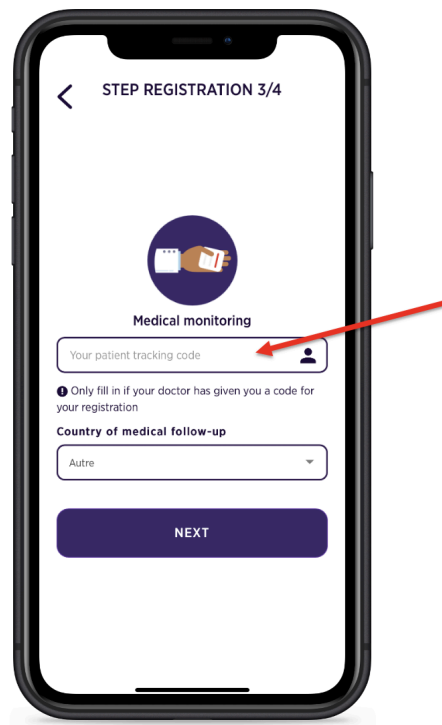 STEP REGISTRATION 3/4
Medical monitoring
Your patient tracking code
Only fill in if your doctor has given you a code for
your registration
Country of medical follow-up
Autre
NEXT